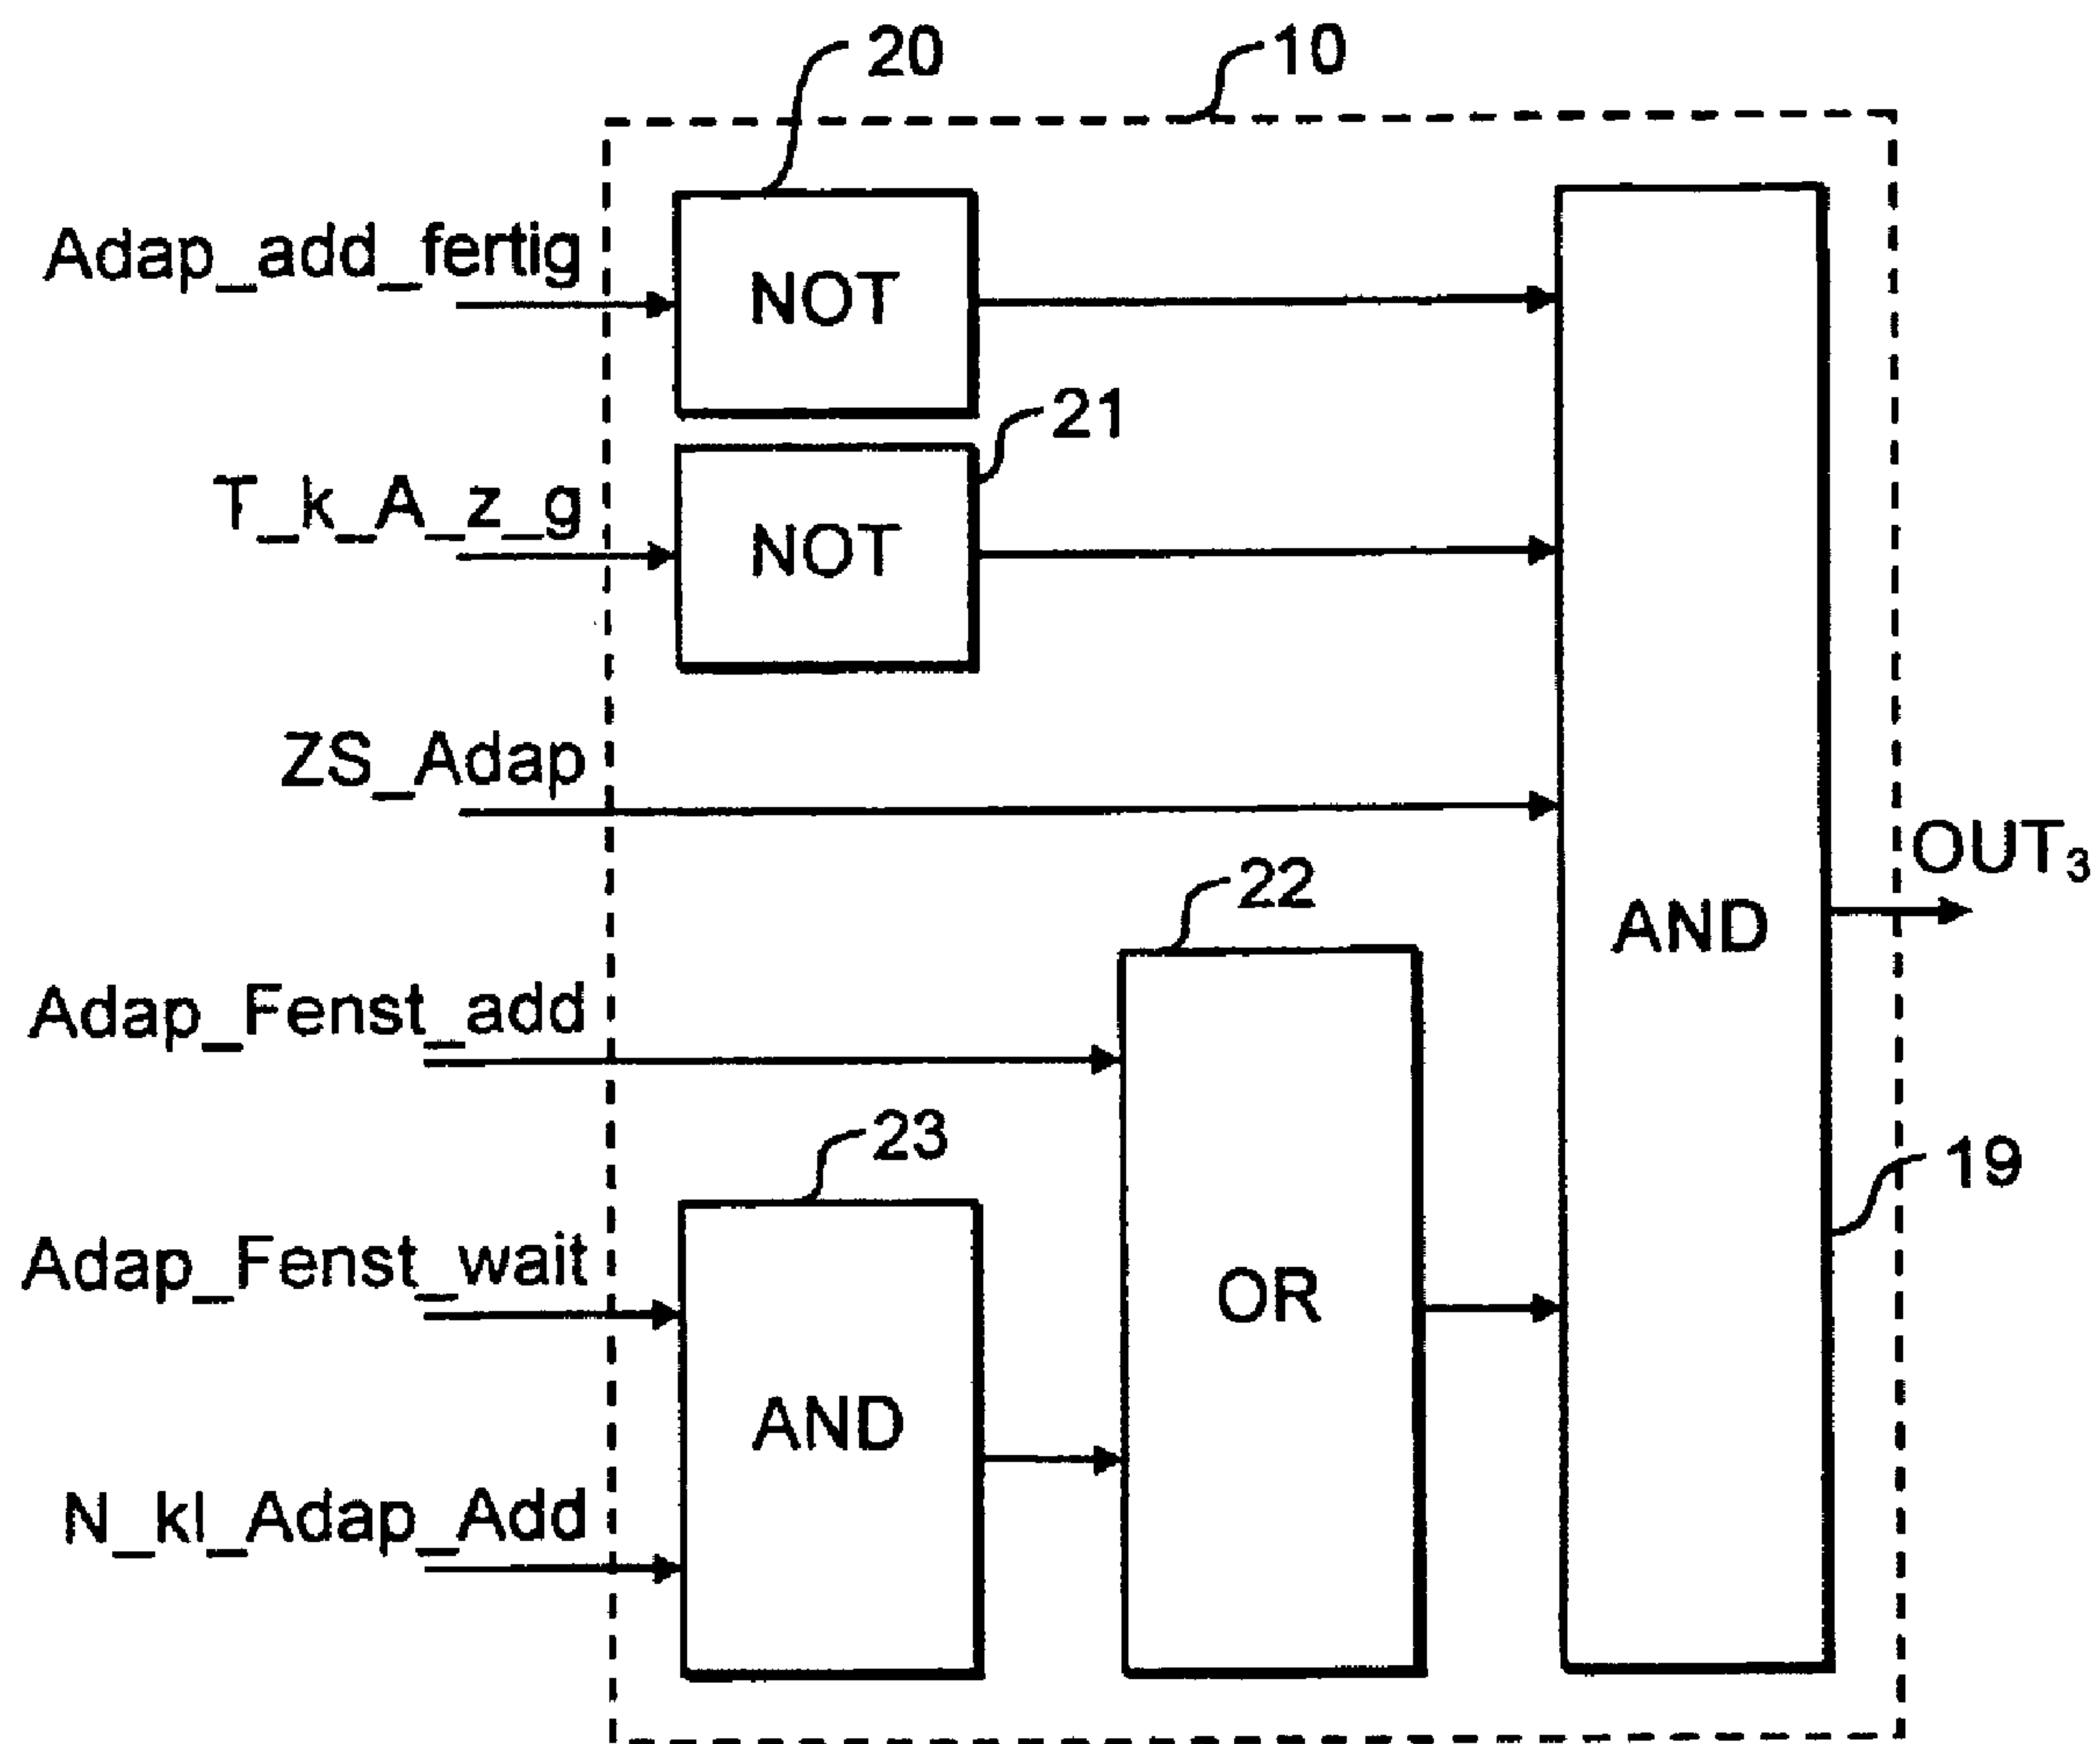 20
10
Adap_add_fertig
NOT
21
T_k_A_z_g
NOT
ZS_Adap
OUT3
22
AND
Adap_Fenst_add
23
19
Adap_Fenst_wait
OR
AND
N_kl_Adap_Add